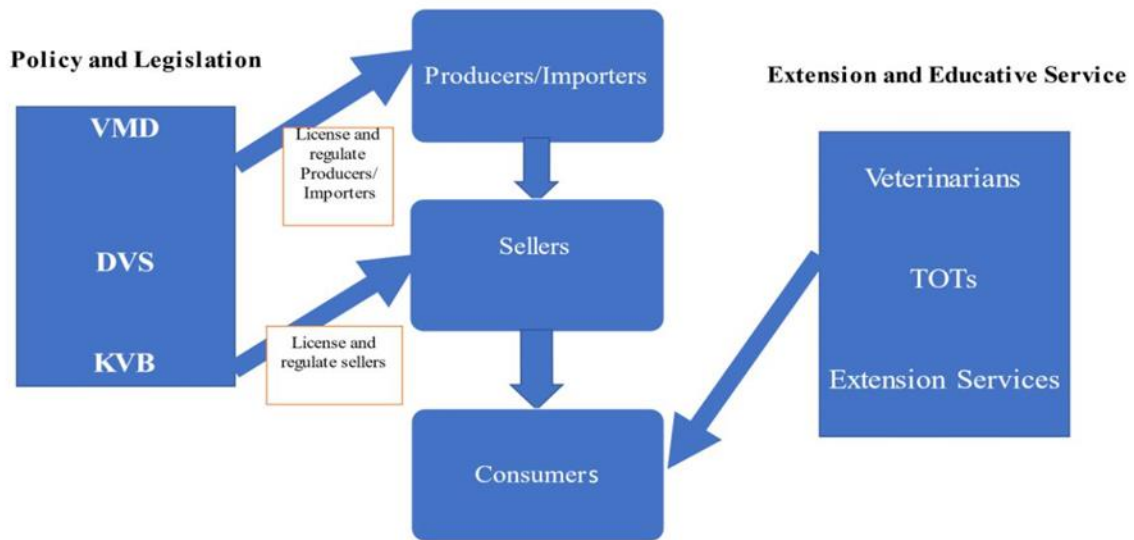 Policy and Legislation
VMD
DVS
KVB
License and
regulate
Producers/
Importers
License and
regulate sellers
Producers/Importers
Sellers
Consumers
Extension and Educative Service
Veterinarians
TOTs
Extension Services